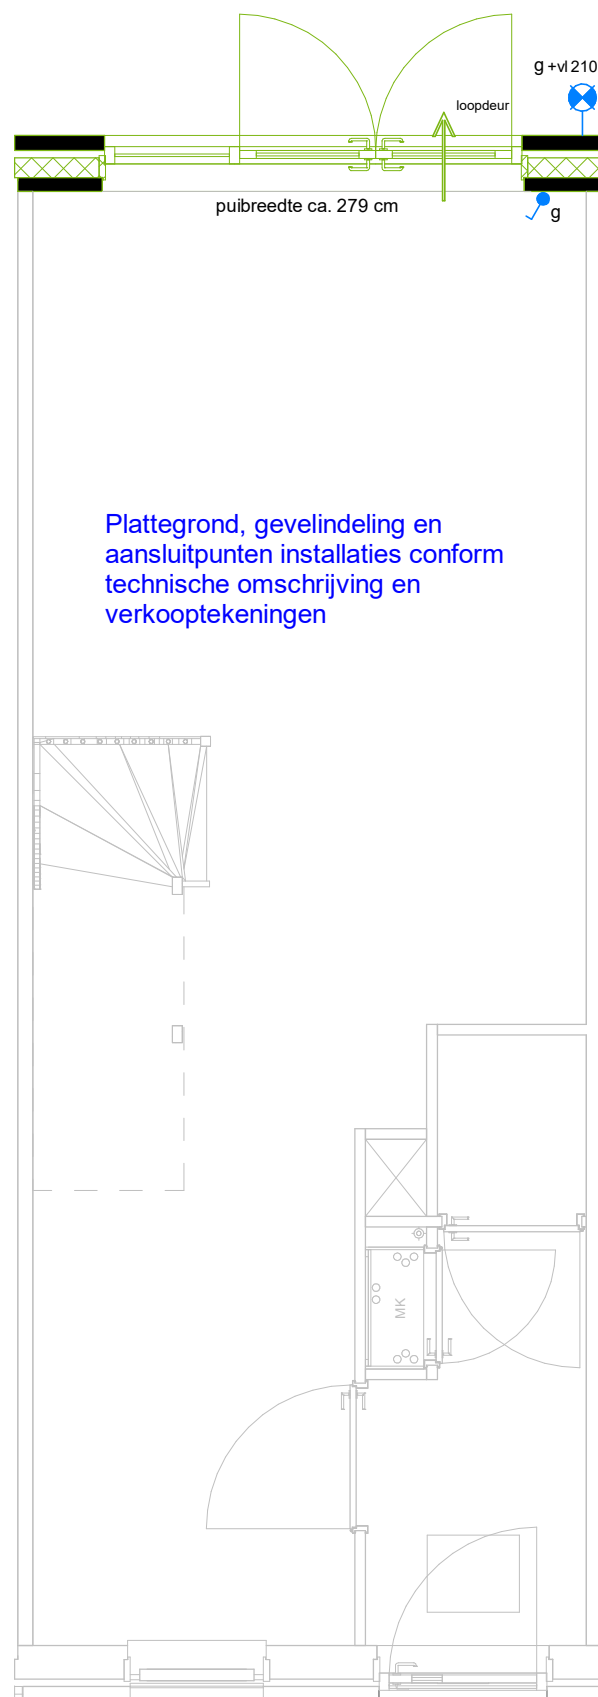 g +vl 210
loopdeur
puibreedte ca. 279 cm
g
Plattegrond, gevelindeling en
aansluitpunten installaties conform
technische omschrijving en
verkooptekeningen
MK